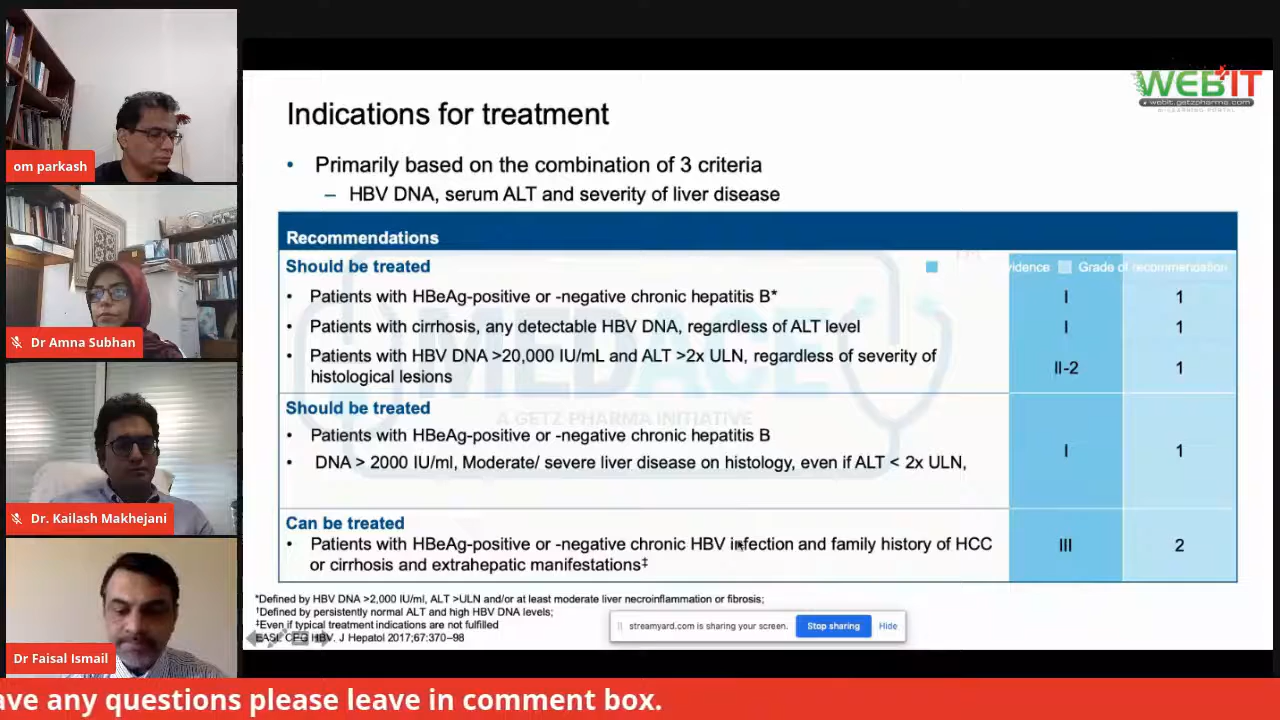 WEBIT
webit.getzpharma.com
Indications for treatment
• Primarily based on the combination of 3 criteria
– HBV DNA, serum ALT and severity of liver disease
Recommendations
Should be treated
Grade of recommendation
• Patients with HBeAg-positive or -negative chronic hepatitis B*
I 1
• Patients with cirrhosis, any detectable HBV DNA, regardless of ALT level
I 1
• Patients with HBV DNA >20,000 IU/mL and ALT >2x ULN, regardless of severity of
histological lesions
II-2 1
MEDACE
A GETZ PHARMA INITIATIVE
Should be treated
• Patients with HBeAg-positive or -negative chronic hepatitis B
• DNA > 2000 IU/ml, Moderate/ severe liver disease on histology, even if ALT < 2x ULN,
I 1
Can be treated
• Patients with HBeAg-positive or -negative chronic HBV infection and family history of HCC
or cirrhosis and extrahepatic manifestations‡
III 2
*Defined by HBV DNA >2,000 IU/ml, ALT >ULN and/or at least moderate liver necroinflammation or fibrosis;
†Defined by persistently normal ALT and high HBV DNA levels;
‡Even if typical treatment indications are not fulfilled
EASL CPG HBV. J Hepatol 2017;67:370–98
streamyard.com is sharing your screen.
Stop sharing
Hide
om parkash
Dr Amna Subhan
Dr. Kailash Makhejani
Dr Faisal Ismail
ave any questions please leave in comment box.